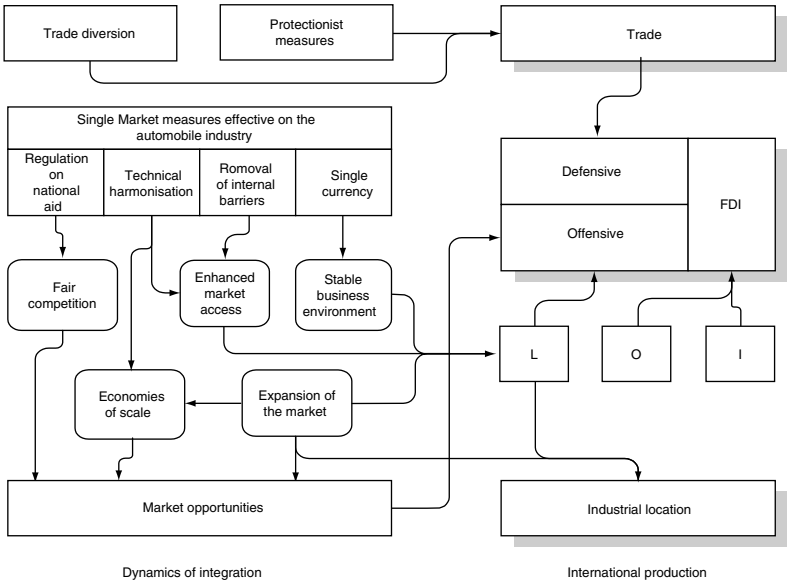 Trade diversion
Protectionist
measures
Trade
Single Market measures effective on the
automobile industry
Regulation
on
national
aid
Technical
harmonisation
Romoval
of internal
barriers
Single
currency
Defensive
Offensive
FDI
Fair
competition
Enhanced
market
access
Stable
business
environment
L
O
I
Economies
of scale
Expansion of
the market
Market opportunities
Industrial location
Dynamics of integration
International production